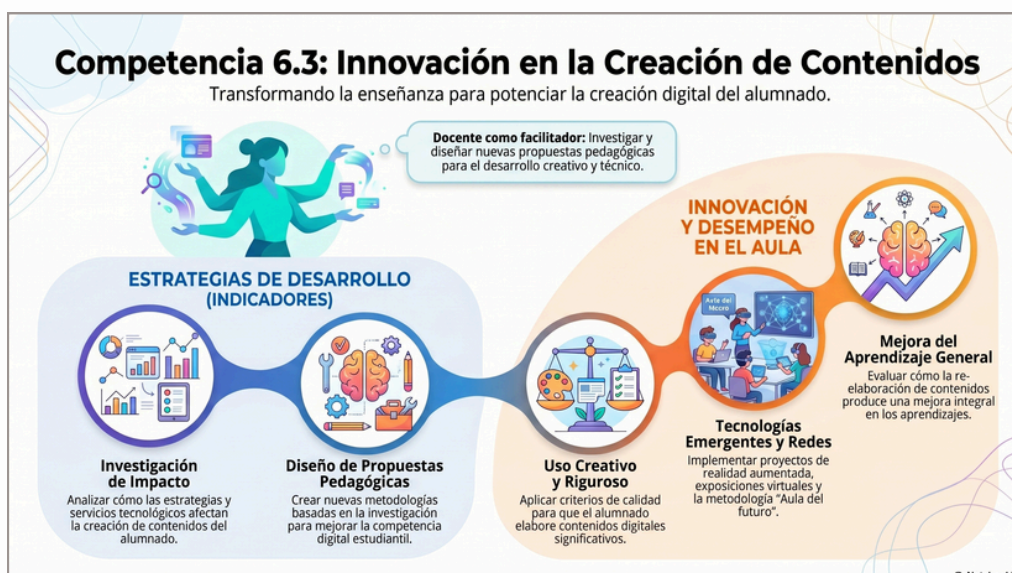 Competencia 6.3: Innovación en la Creación de Contenidos
Transformando la enseñanza para potenciar la creación digital del alumnado.
Docente como facilitador: Investigar y
diseñar nuevas propuestas pedagógicas
para el desarrollo creativo y técnico.
ESTRATEGIAS DE DESARROLLO
(INDICADORES)
Investigación
de Impacto
Analizar cómo las estrategias y
servicios tecnológicos afectan
la creación de contenidos del
alumnado.
Diseño de Propuestas
Pedagógicas
Crear nuevas metodologías
basadas en la investigación
para mejorar la competencia
digital estudiantil.
INNOVACIÓN
Y DESEMPEÑO
EN EL AULA
Uso Creativo
y Riguroso
Aplicar criterios de calidad
para que el alumnado
elabore contenidos digitales
significativos.
Aula del
Tecnologías
Emergentes y Redes
Implementar proyectos de
realidad aumentada,
exposiciones virtuales y
la metodología "Aula del
futuro".
Mejora del
Aprendizaje General
Evaluar cómo la re-
elaboración de contenidos
produce una mejora integral
en los aprendizajes.